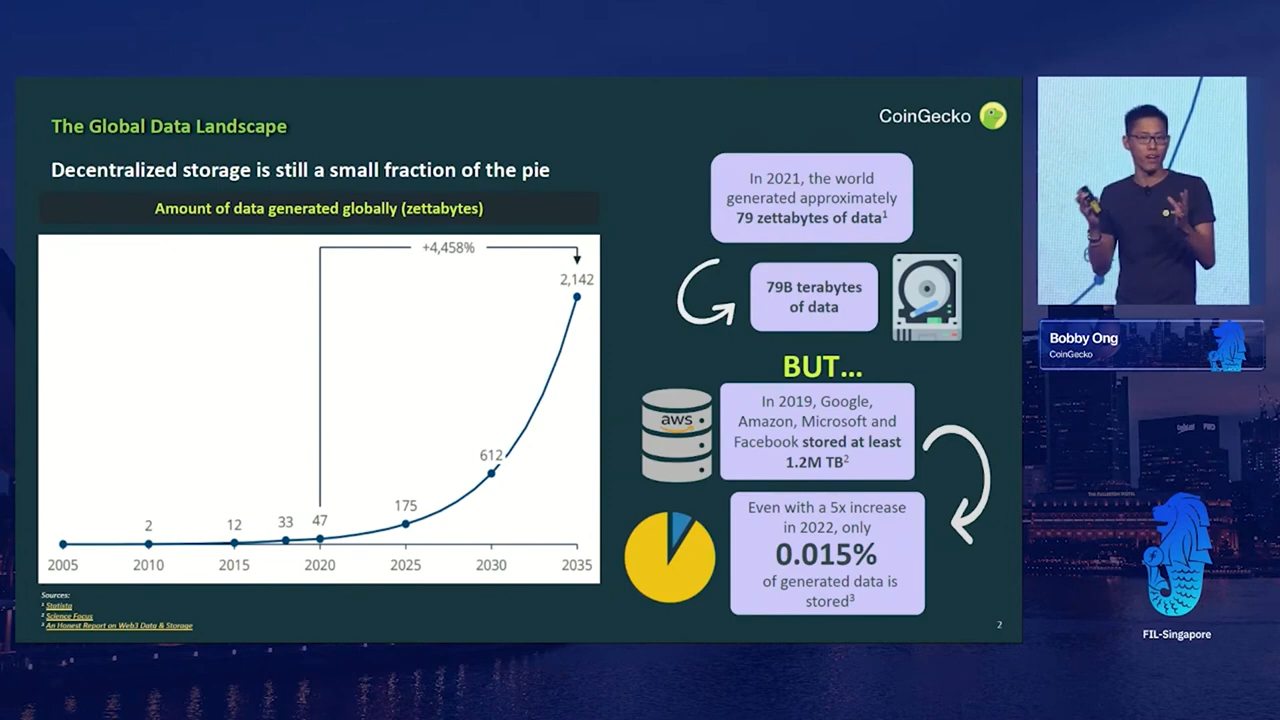 The Global Data Landscape
CoinGecko
Decentralized storage is still a small fraction of the pie
Amount of data generated globally (zettabytes)
+4,458%
2,142
612
175
47
33
12
2
2005
2010
2015
2020
2025
2030
2035
Sources:
1 Statista
2 Science Focus
3 An Honest Report on Web3 Data & Storage
In 2021, the world
generated approximately
79 zettabytes of data1
79B terabytes
of data
BUT...
aws
In 2019, Google,
Amazon, Microsoft and
Facebook stored at least
1.2M TB2
Even with a 5x increase
in 2022, only
0.015%
of generated data is
stored3
2
Bobby Ong
CoinGecko
FIL-Singapore